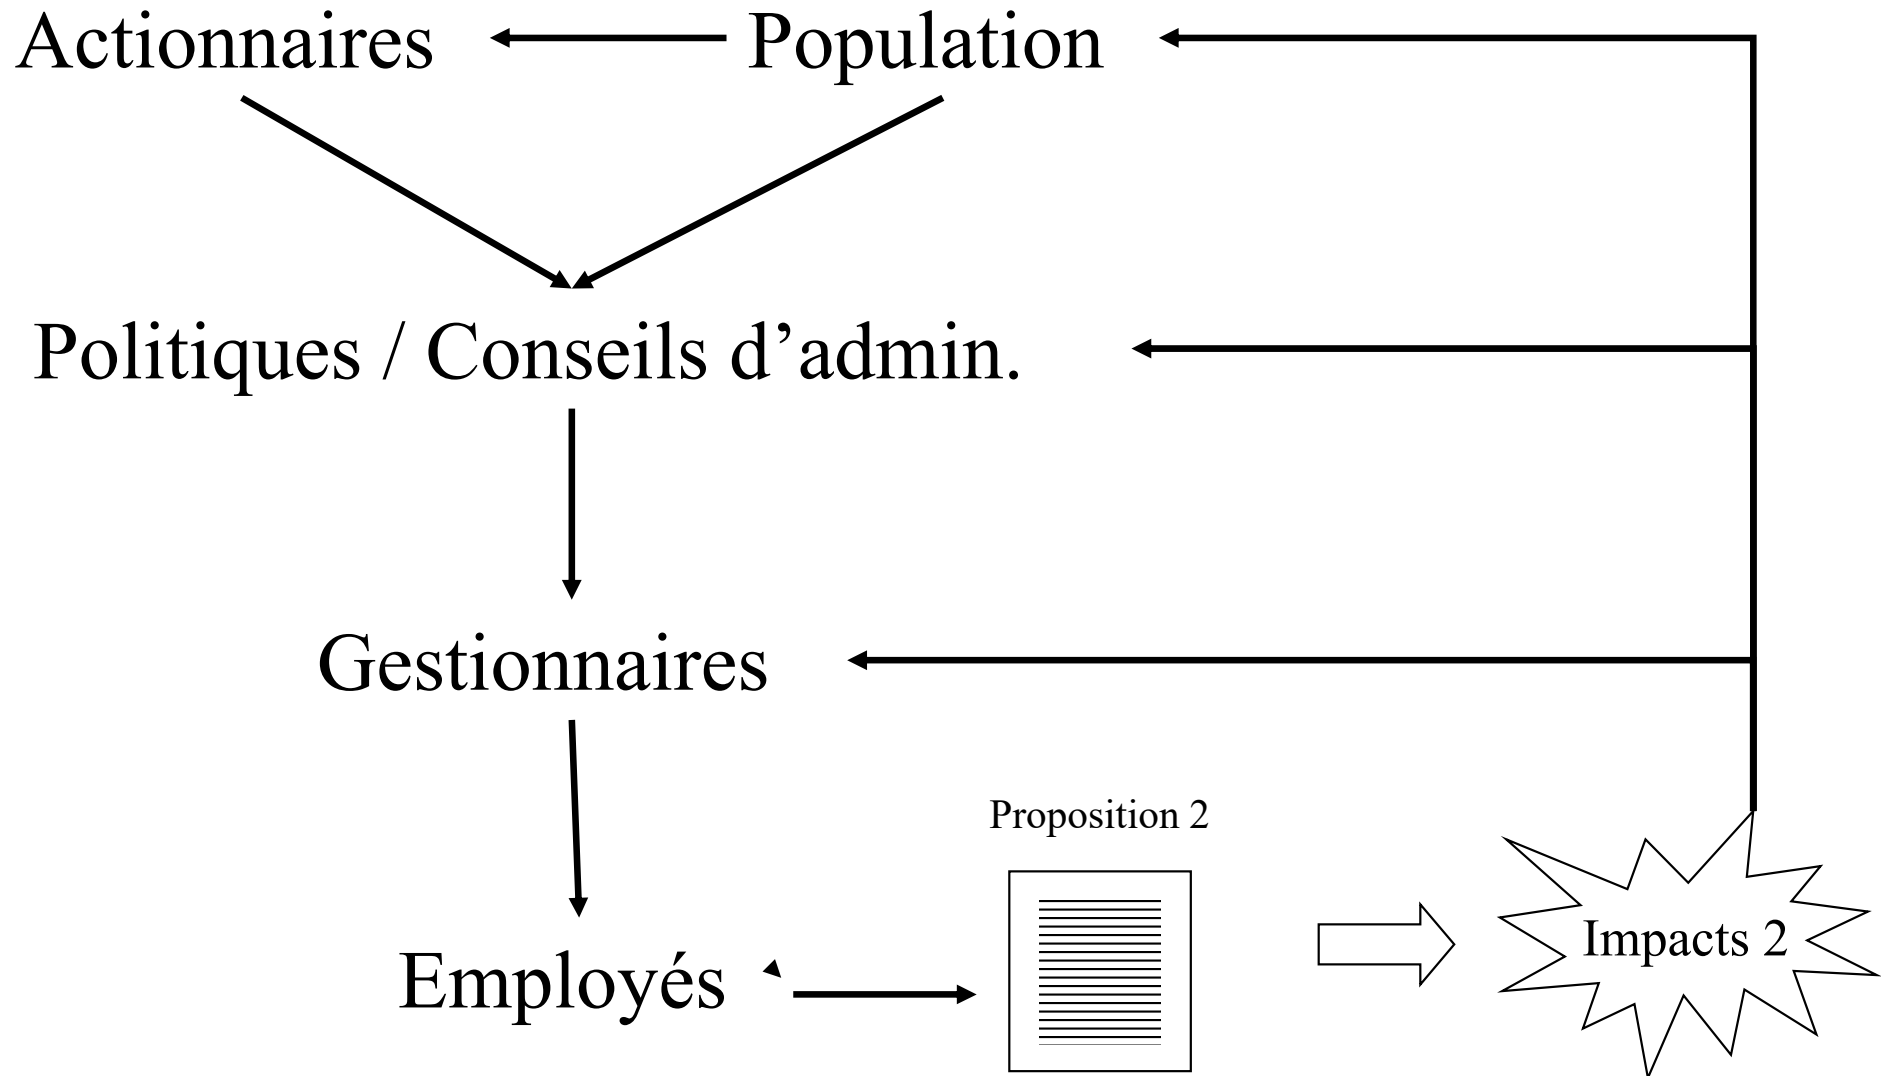 Actionnaires
Population
Politiques / Conseils d’admin.
Gestionnaires
Proposition 2
Impacts 2
Employés